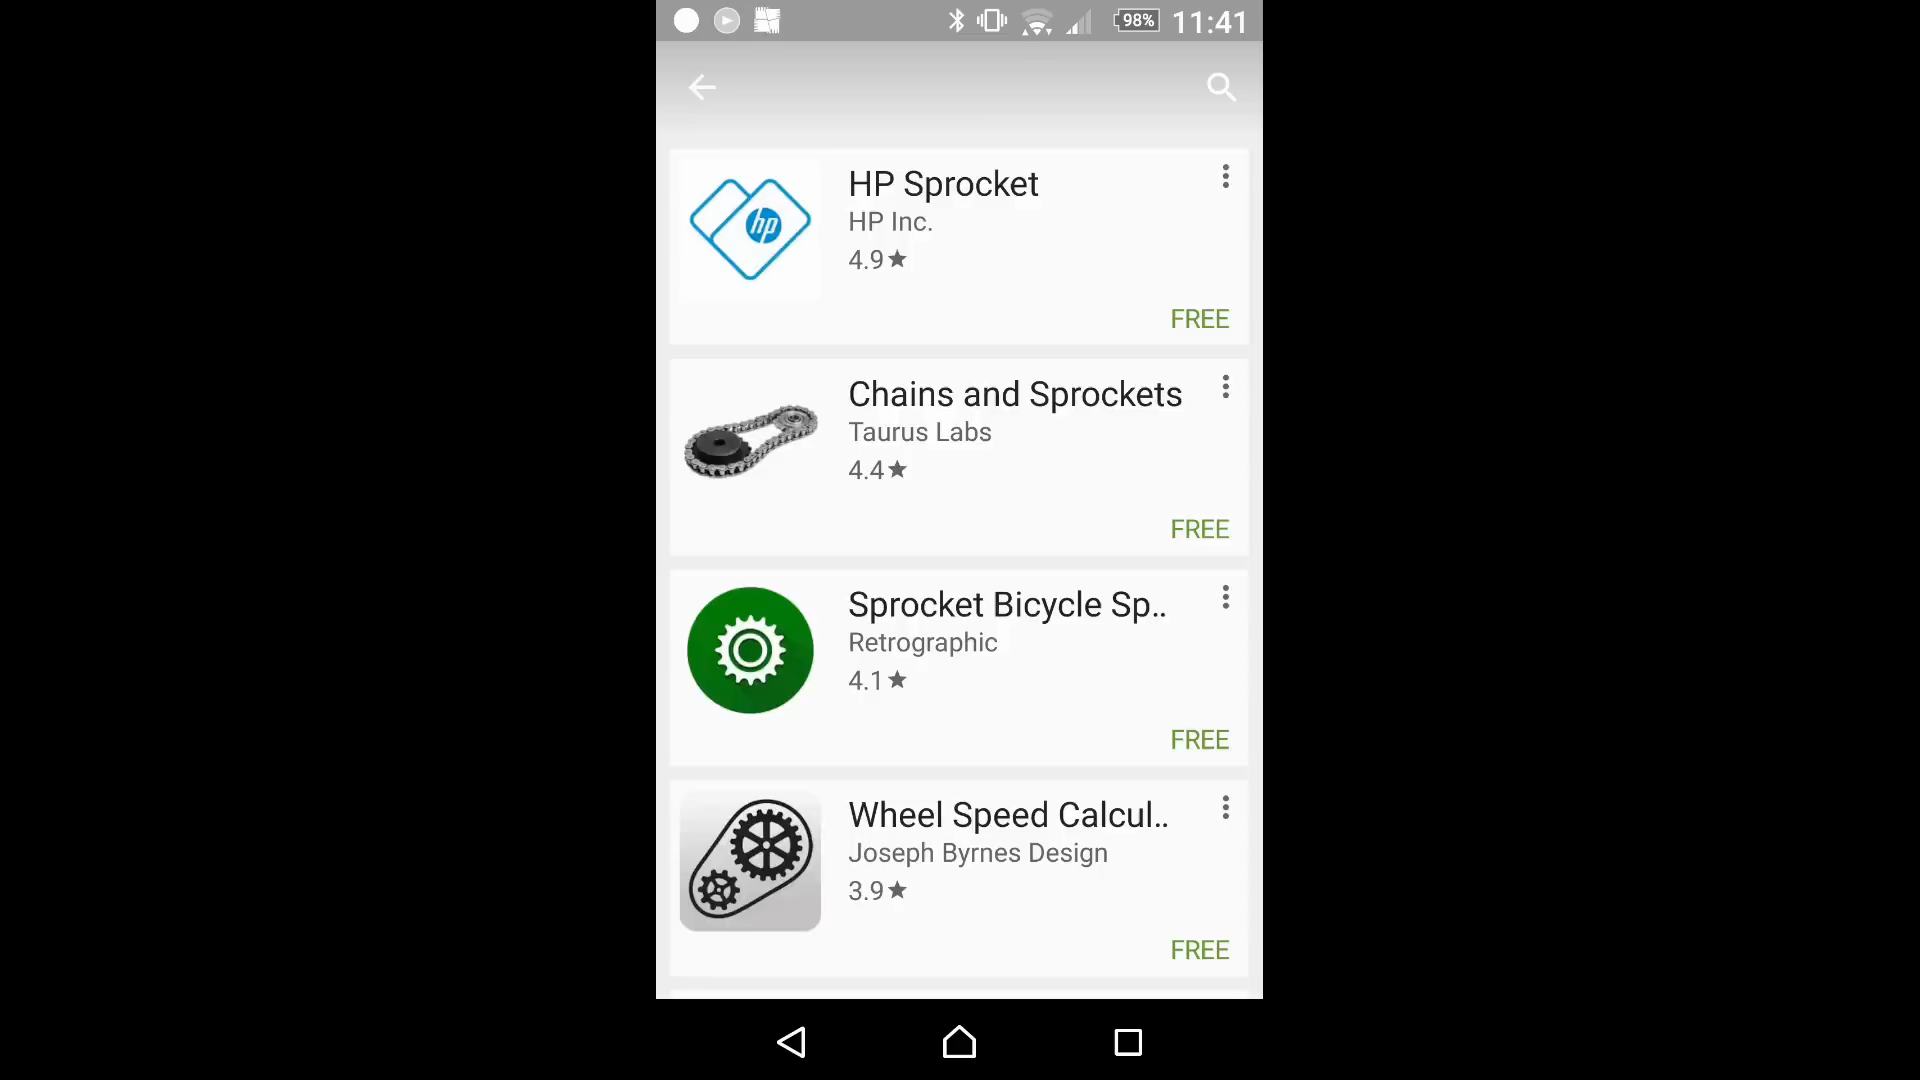 98% 11:41
HP Sprocket
hp
HP Inc.
4.9★
FREE
Chains and Sprockets
Taurus Labs
4.4★
FREE
Sprocket Bicycle Sp..
Retrographic
4.1★
FREE
Wheel Speed Calcul..
Joseph Byrnes Design
3.9★
FREE